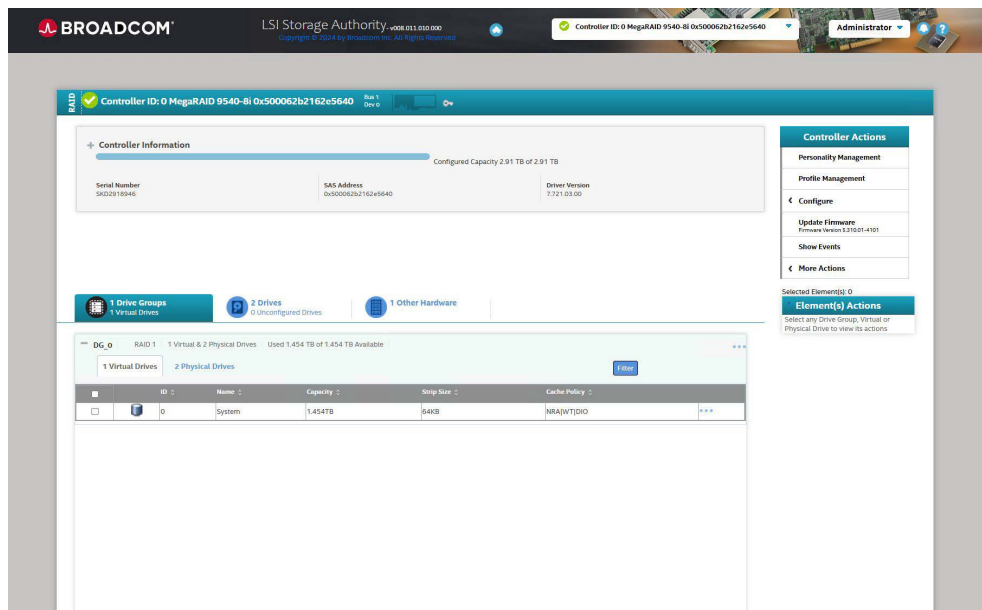 BROADCOM®
LSI Storage Authority v008.011.010.000
Copyright © 2024 by Broadcom Inc. All Rights Reserved
Controller ID: 0 MegaRAID 9540-8i 0x500062b2162e5640
Administrator
?
RAID
Controller ID: 0 MegaRAID 9540-8i 0x500062b2162e5640
Bus 1
Dev 0
Controller Information
Configured Capacity 2.91 TB of 2.91 TB
Serial Number
SKD2918946
SAS Address
0x500062b2162e5640
Driver Version
7.721.03.00
Controller Actions
Personality Management
Profile Management
Configure
Update Firmware
Firmware Version 5.310.01-4101
Show Events
More Actions
Selected Element(s): 0
Element(s) Actions
Select any Drive Group, Virtual or
Physical Drive to view its actions
1 Drive Groups
1 Virtual Drives
2 Drives
0 Unconfigured Drives
1 Other Hardware
DG_0 RAID 1 1 Virtual & 2 Physical Drives Used 1.454 TB of 1.454 TB Available
1 Virtual Drives 2 Physical Drives Filter
ID Name Capacity Strip Size Cache Policy
0 System 1.454TB 64KB NRA|WT|DIO